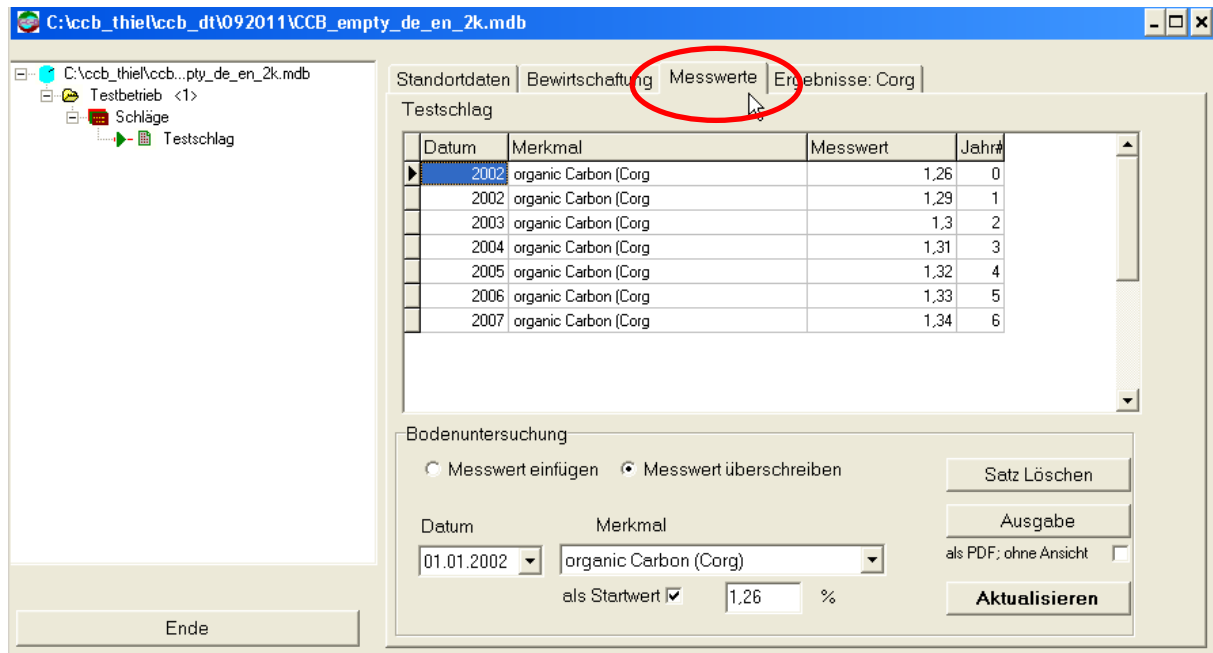 C:\ccb_thiel\ccb_dt\092011\CCB_empty_de_en_2k.mdb
C:\ccb_thiel\ccb...pty_de_en_2k.mdb
Testbetrieb <1>
Schläge
Testschlag
Ende
Standortdaten Bewirtschaftung Messwerte Ergebnisse: Corg
Testschlag
Datum Merkmal Messwert Jahr#
2002 organic Carbon (Corg 1,26 0
2002 organic Carbon (Corg 1,29 1
2003 organic Carbon (Corg 1,3 2
2004 organic Carbon (Corg 1,31 3
2005 organic Carbon (Corg 1,32 4
2006 organic Carbon (Corg 1,33 5
2007 organic Carbon (Corg 1,34 6
Bodenuntersuchung
Messwert einfügen Messwert überschreiben
Satz Löschen
Datum Merkmal
Ausgabe
01.01.2002 organic Carbon (Corg)
als PDF; ohne Ansicht
als Startwert 1,26 %
Aktualisieren